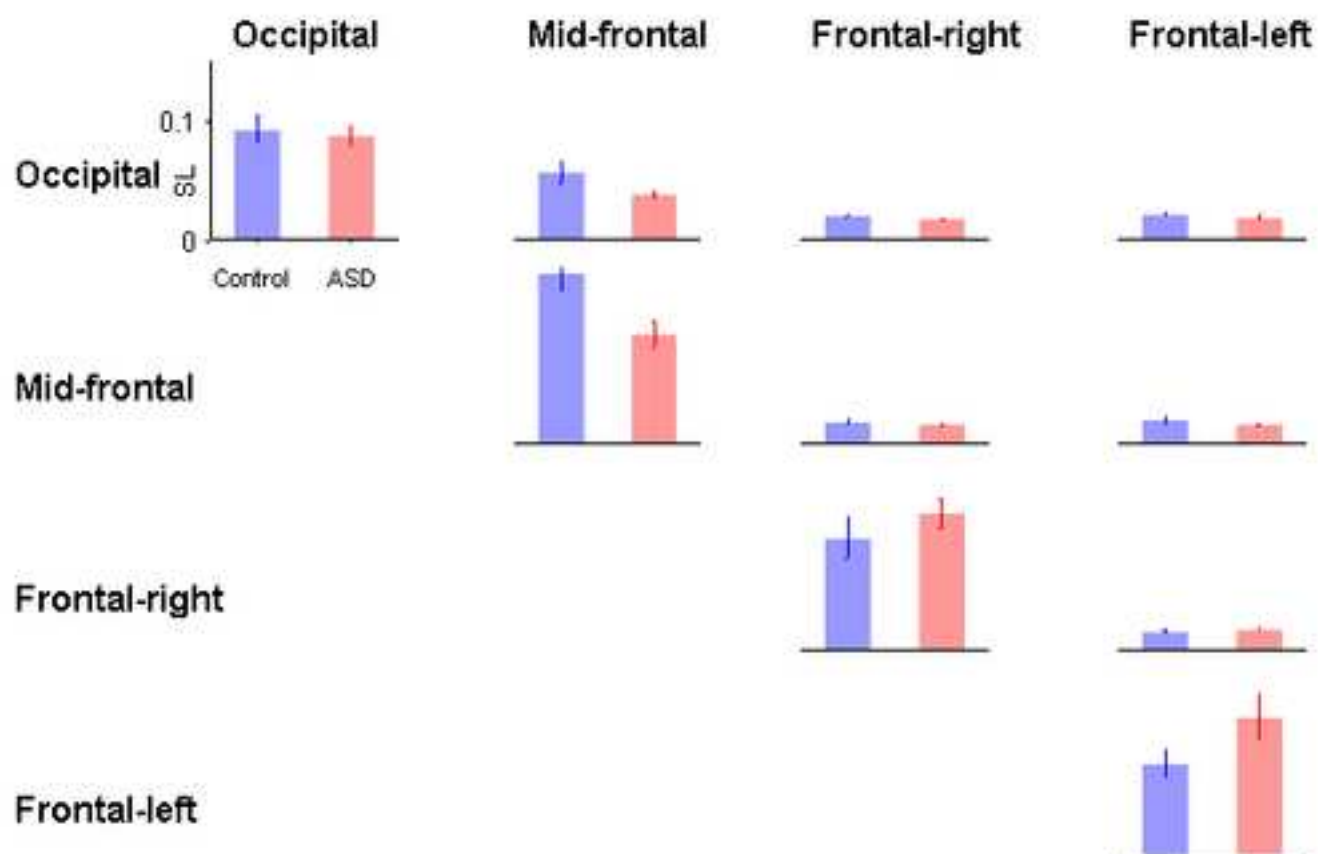 Occipital Mid-frontal Frontal-right Frontal-left
0.1
Occipital
SL
0
Control ASD
Mid-frontal
Frontal-right
Frontal-left